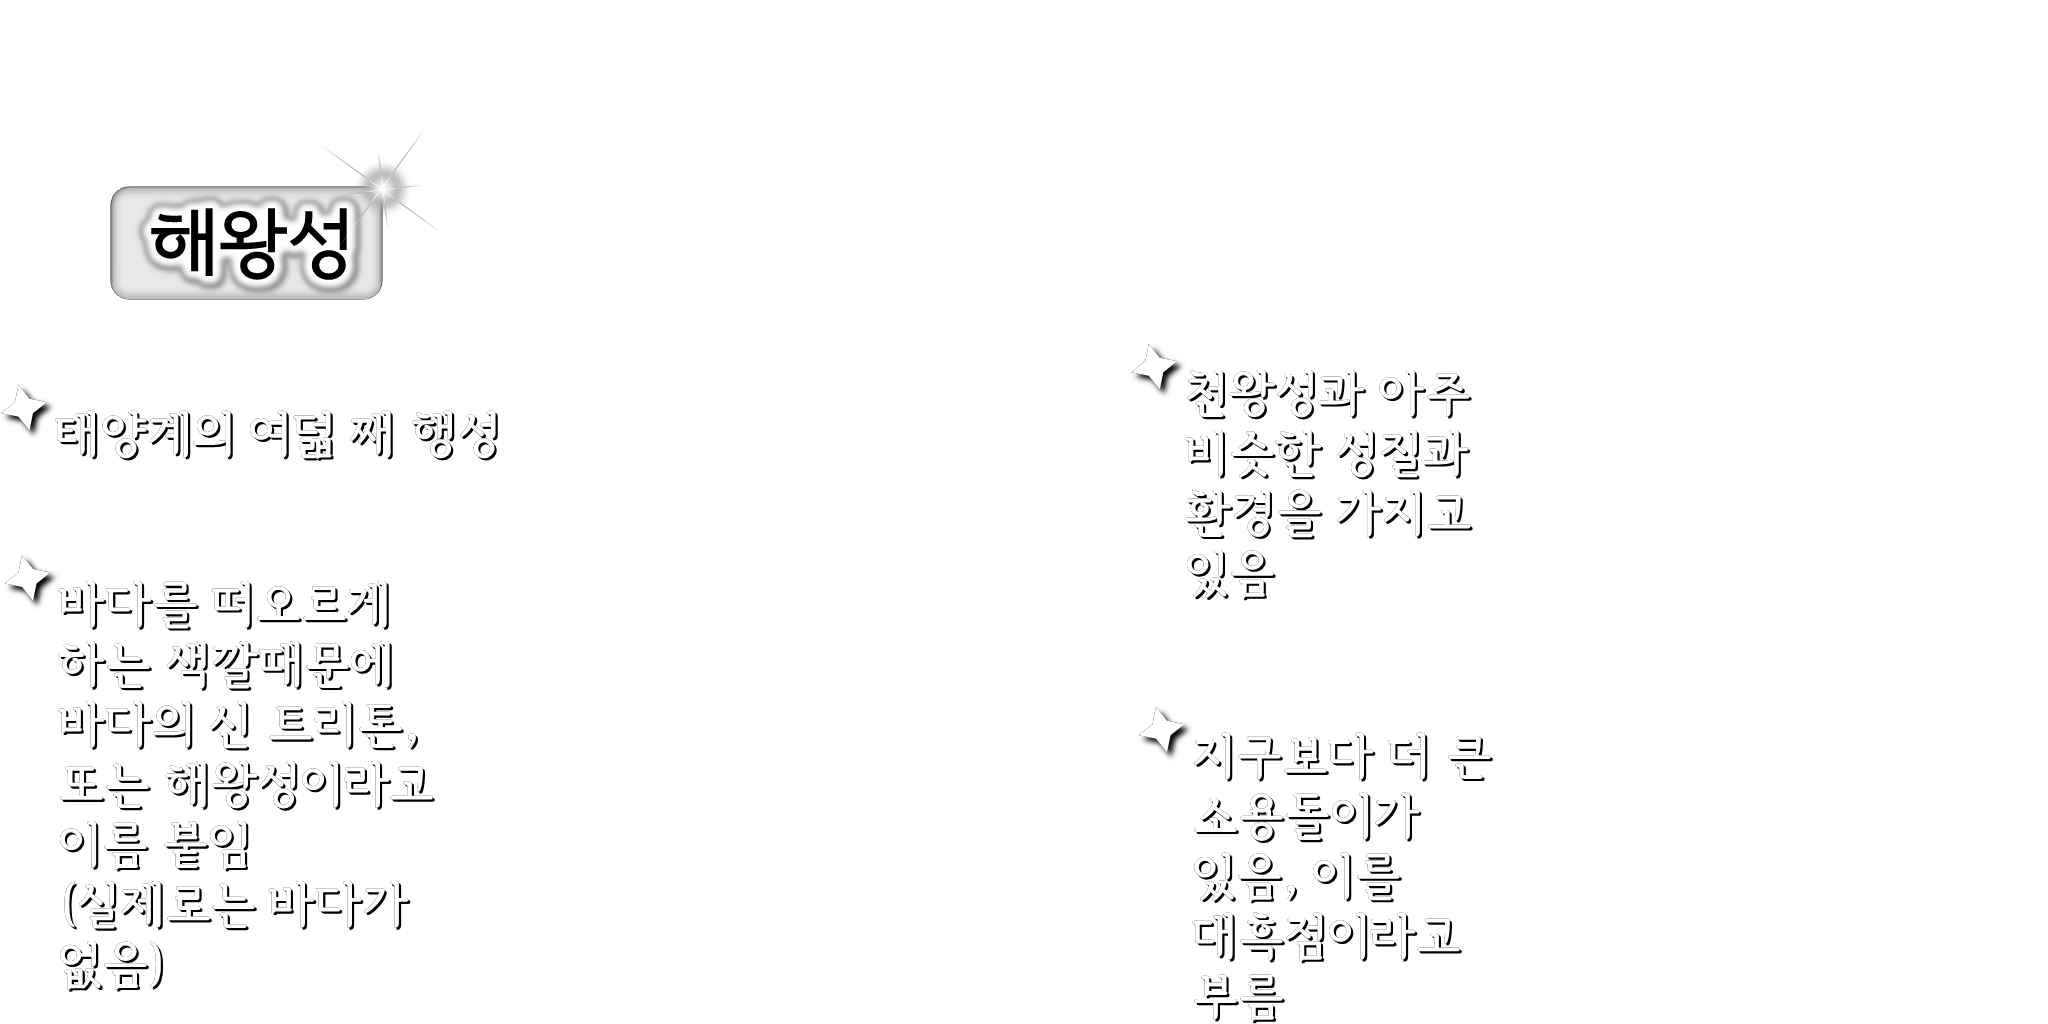 해왕성
태양계의 여덟 째 행성
바다를 떠오르게
하는 색깔때문에
바다의 신 트리톤,
또는 해왕성이라고
이름 붙임
(실제로는 바다가
없음)
천왕성과 아주
비슷한 성질과
환경을 가지고
있음
지구보다 더 큰
소용돌이가
있음, 이를
대흑점이라고
부름